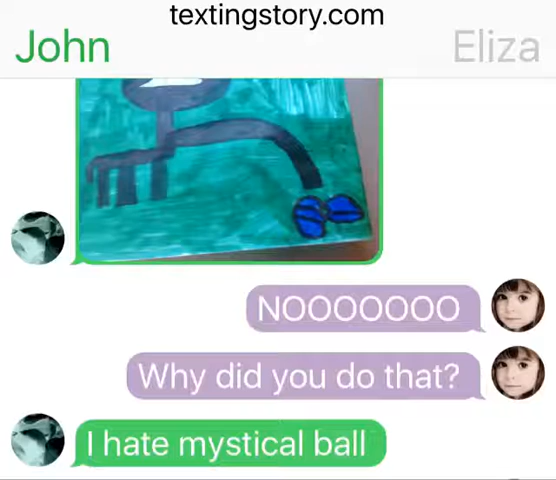 textingstory.com
John
Eliza
NOOOOOOO
Why did you do that?
I hate mystical ball